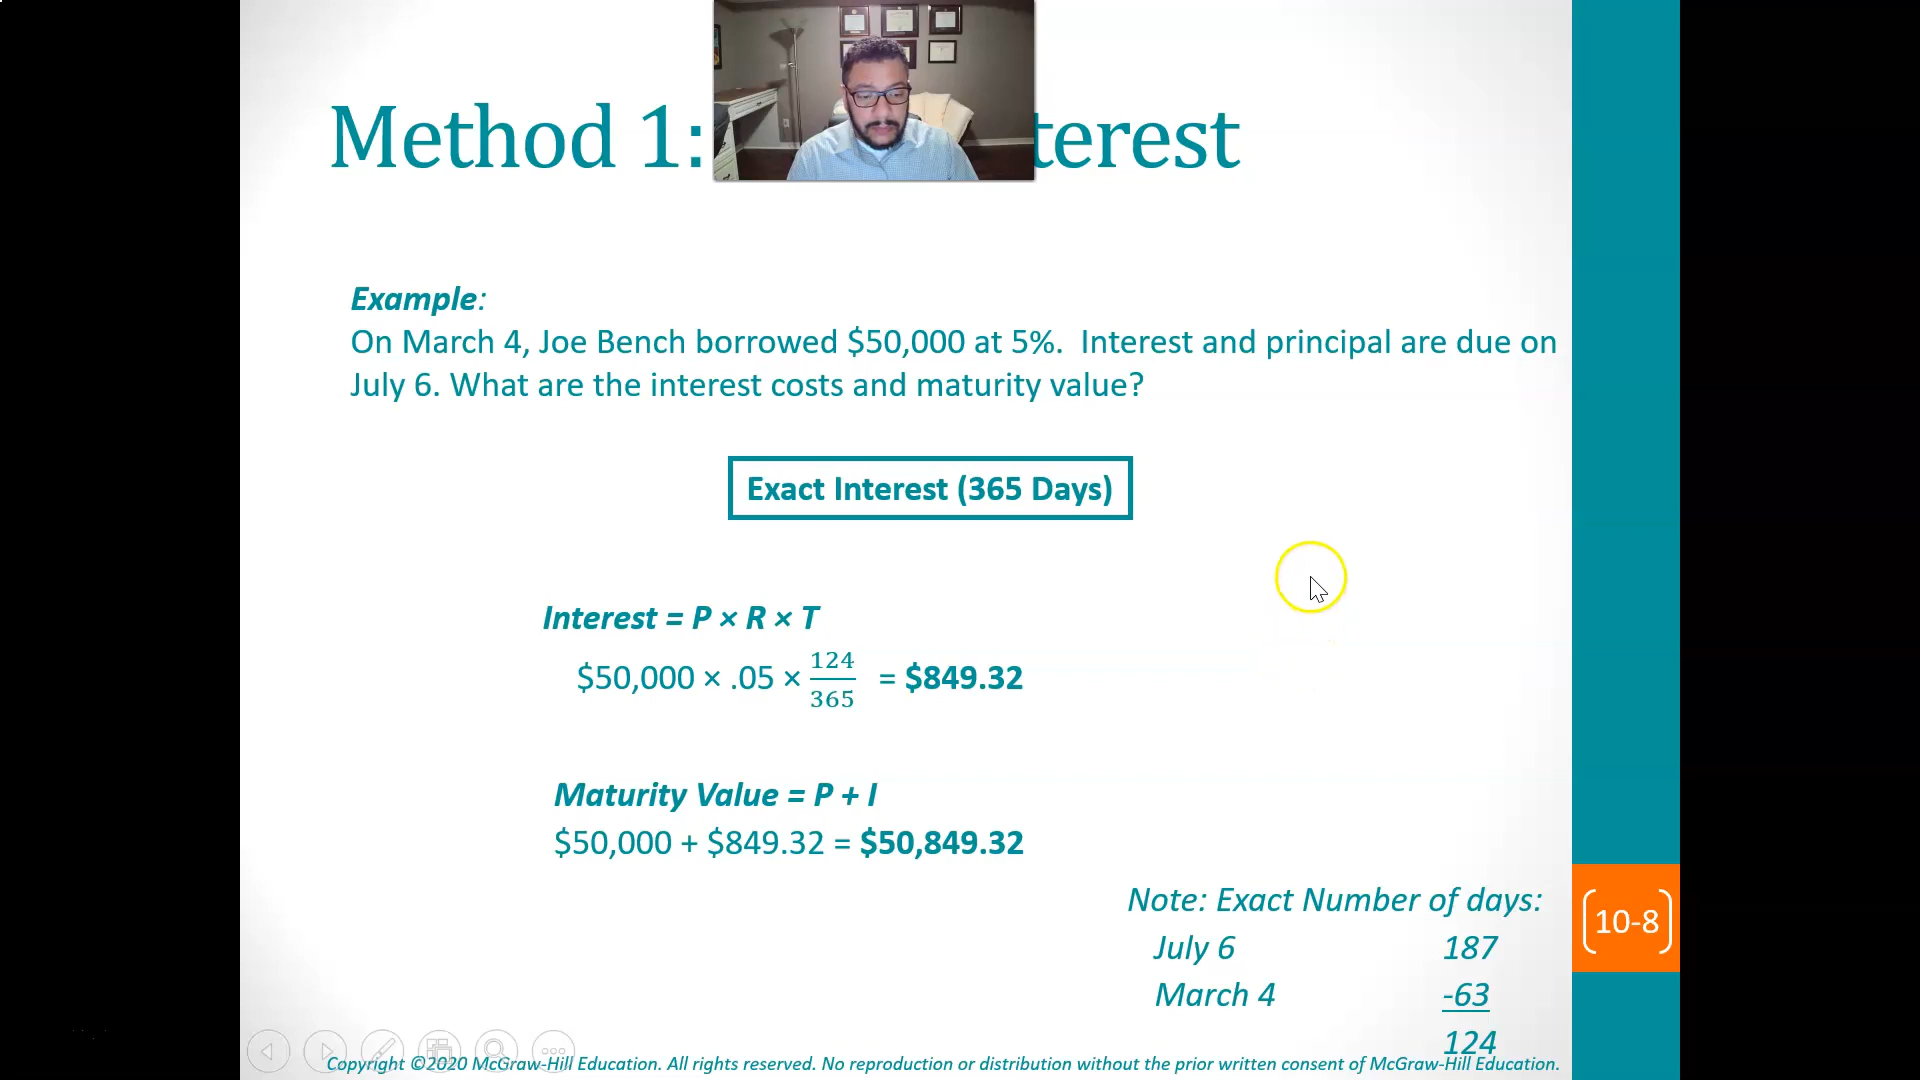 Method 1: terest
Example:
On March 4, Joe Bench borrowed $50,000 at 5%. Interest and principal are due on
July 6. What are the interest costs and maturity value?
Exact Interest (365 Days)
Interest = P × R × T
$50,000 × .05 × 124/365 = $849.32
Maturity Value = P + I
$50,000 + $849.32 = $50,849.32
Note: Exact Number of days:
July 6 187
March 4 -63
124
10-8
Copyright ©2020 McGraw-Hill Education. All rights reserved. No reproduction or distribution without the prior written consent of McGraw-Hill Education.